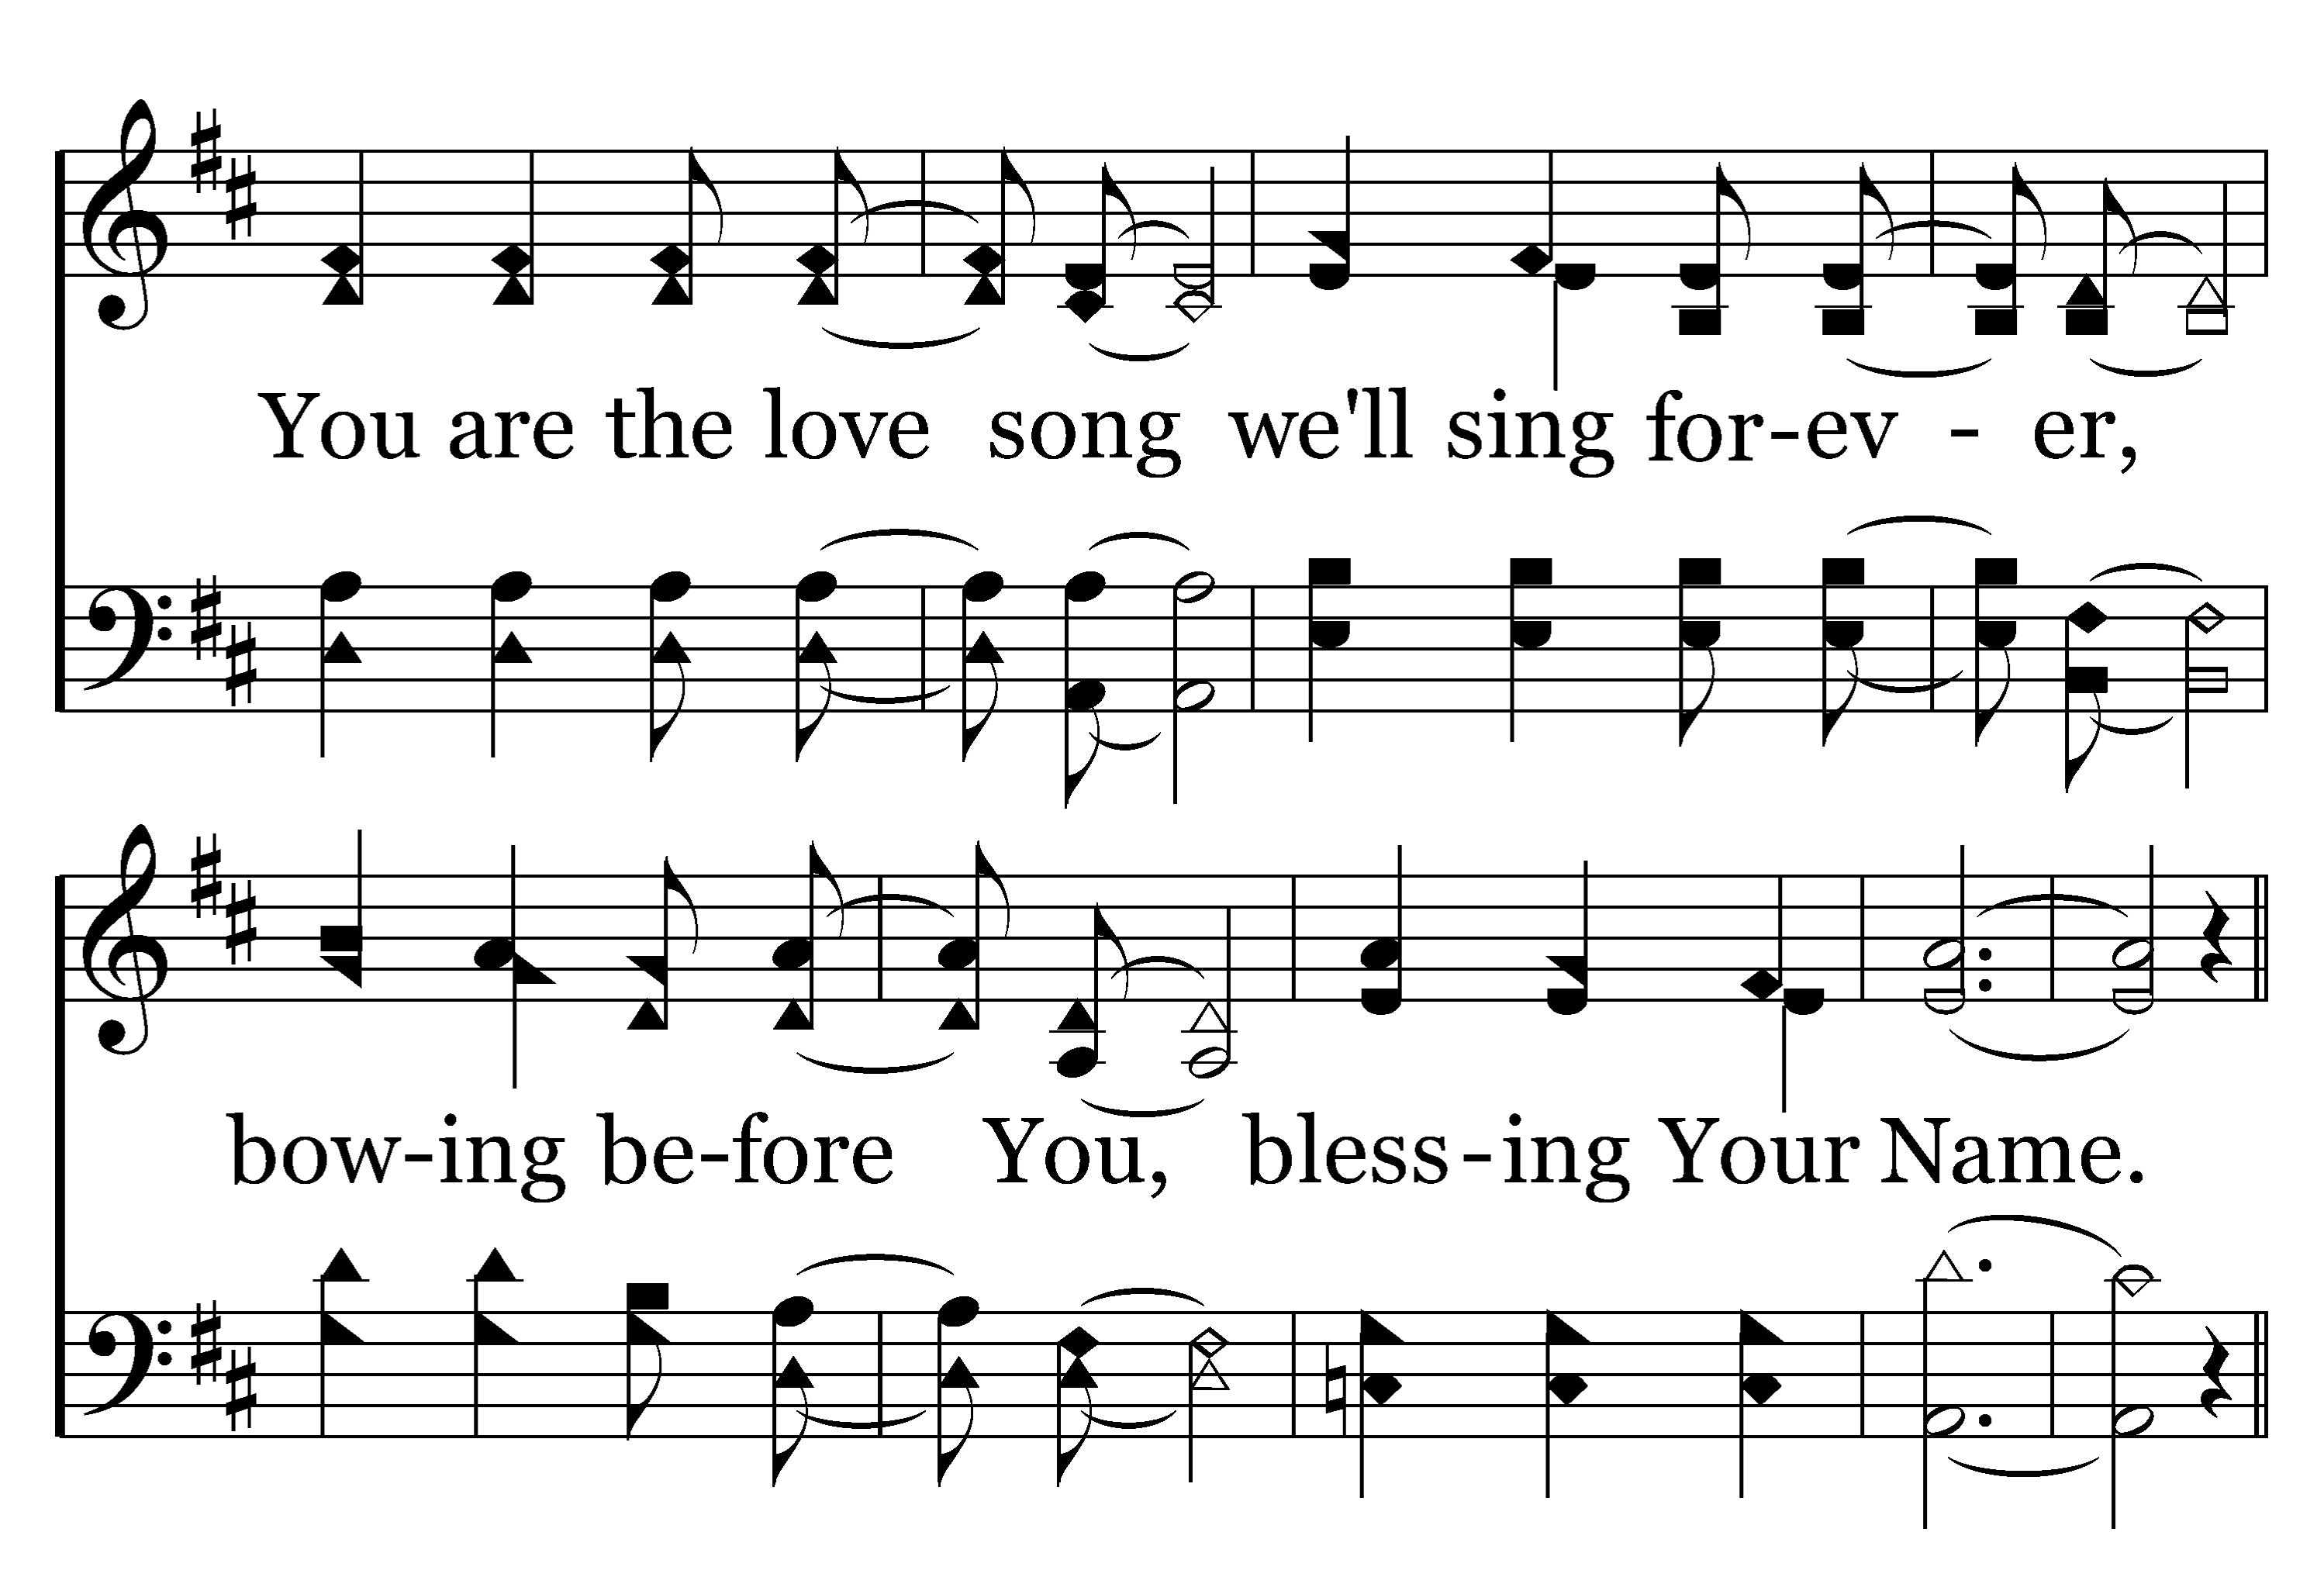 You are the love song we'll sing for-ev - er,
bow-ing be-fore You, bless-ing Your Name.